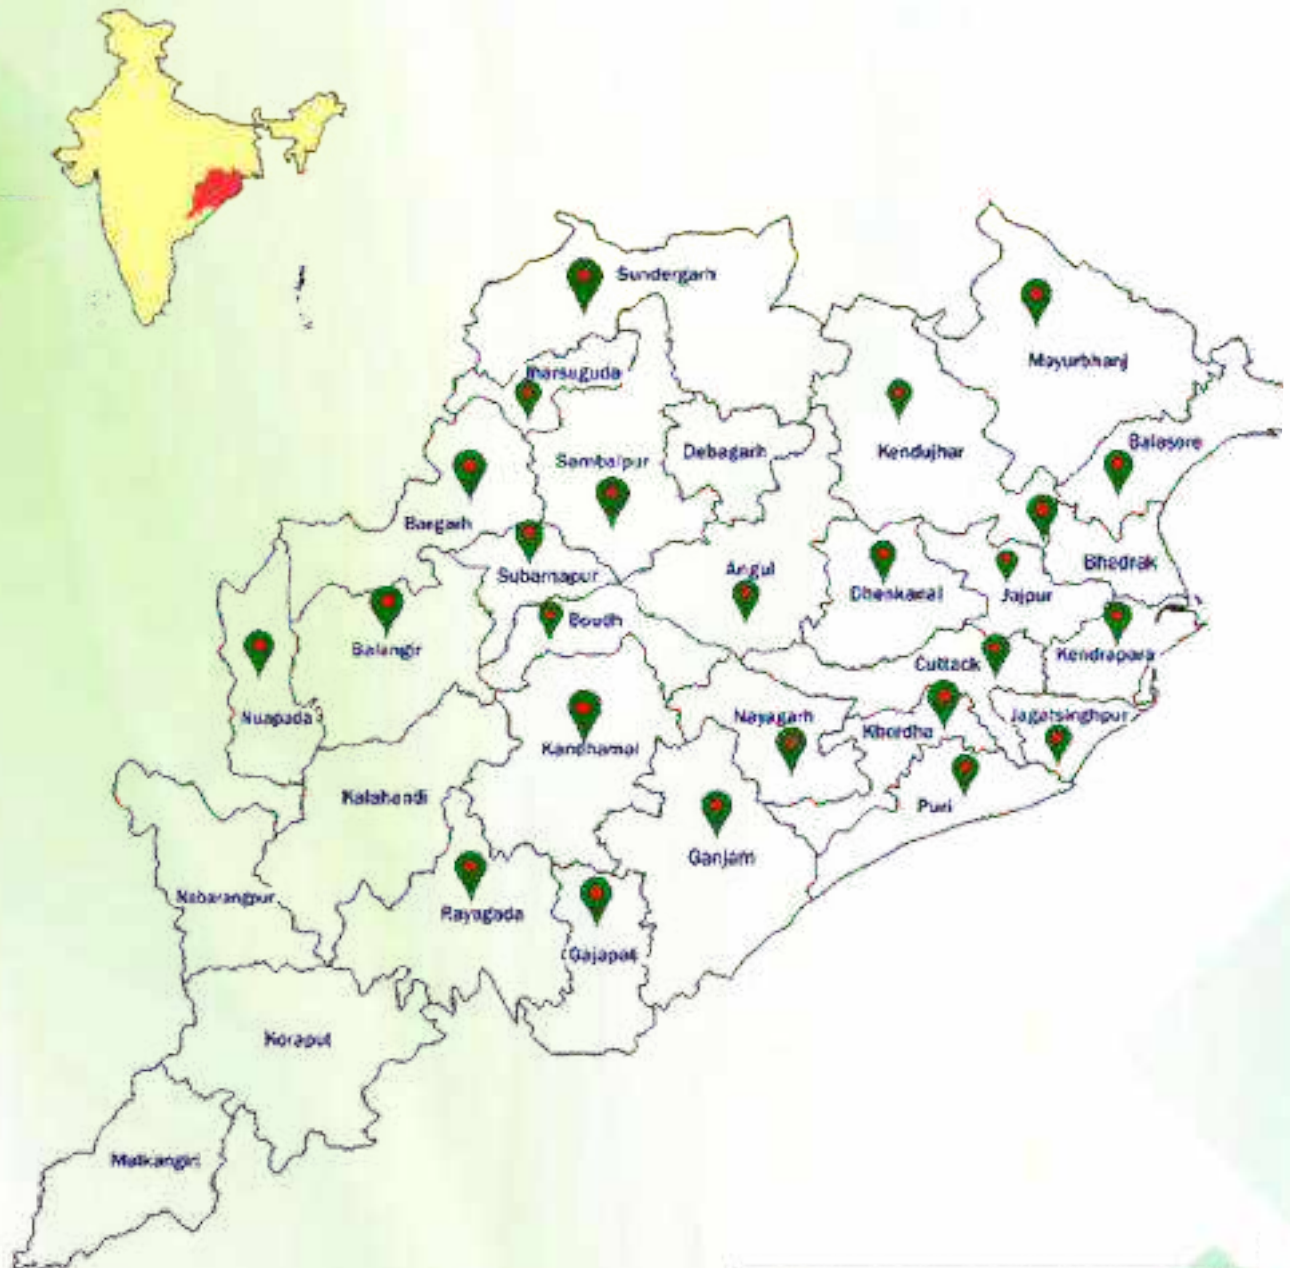 Sundergarh
Mayurbhanj
Jharsuguda
Balasore
Kendujhar
Debagarh
Sambalpur
Bargarh
Bhadrak
Angul
Subarnapur
Dhenkanal
Jajpur
Boudh
Balangir
Kendrapara
Cuttack
Nuapada
Nayagarh
Jagatsinghpur
Khordha
Kandhamal
Kalahandi
Puri
Ganjam
Nabarangpur
Rayagada
Gajapati
Koraput
Malkangiri